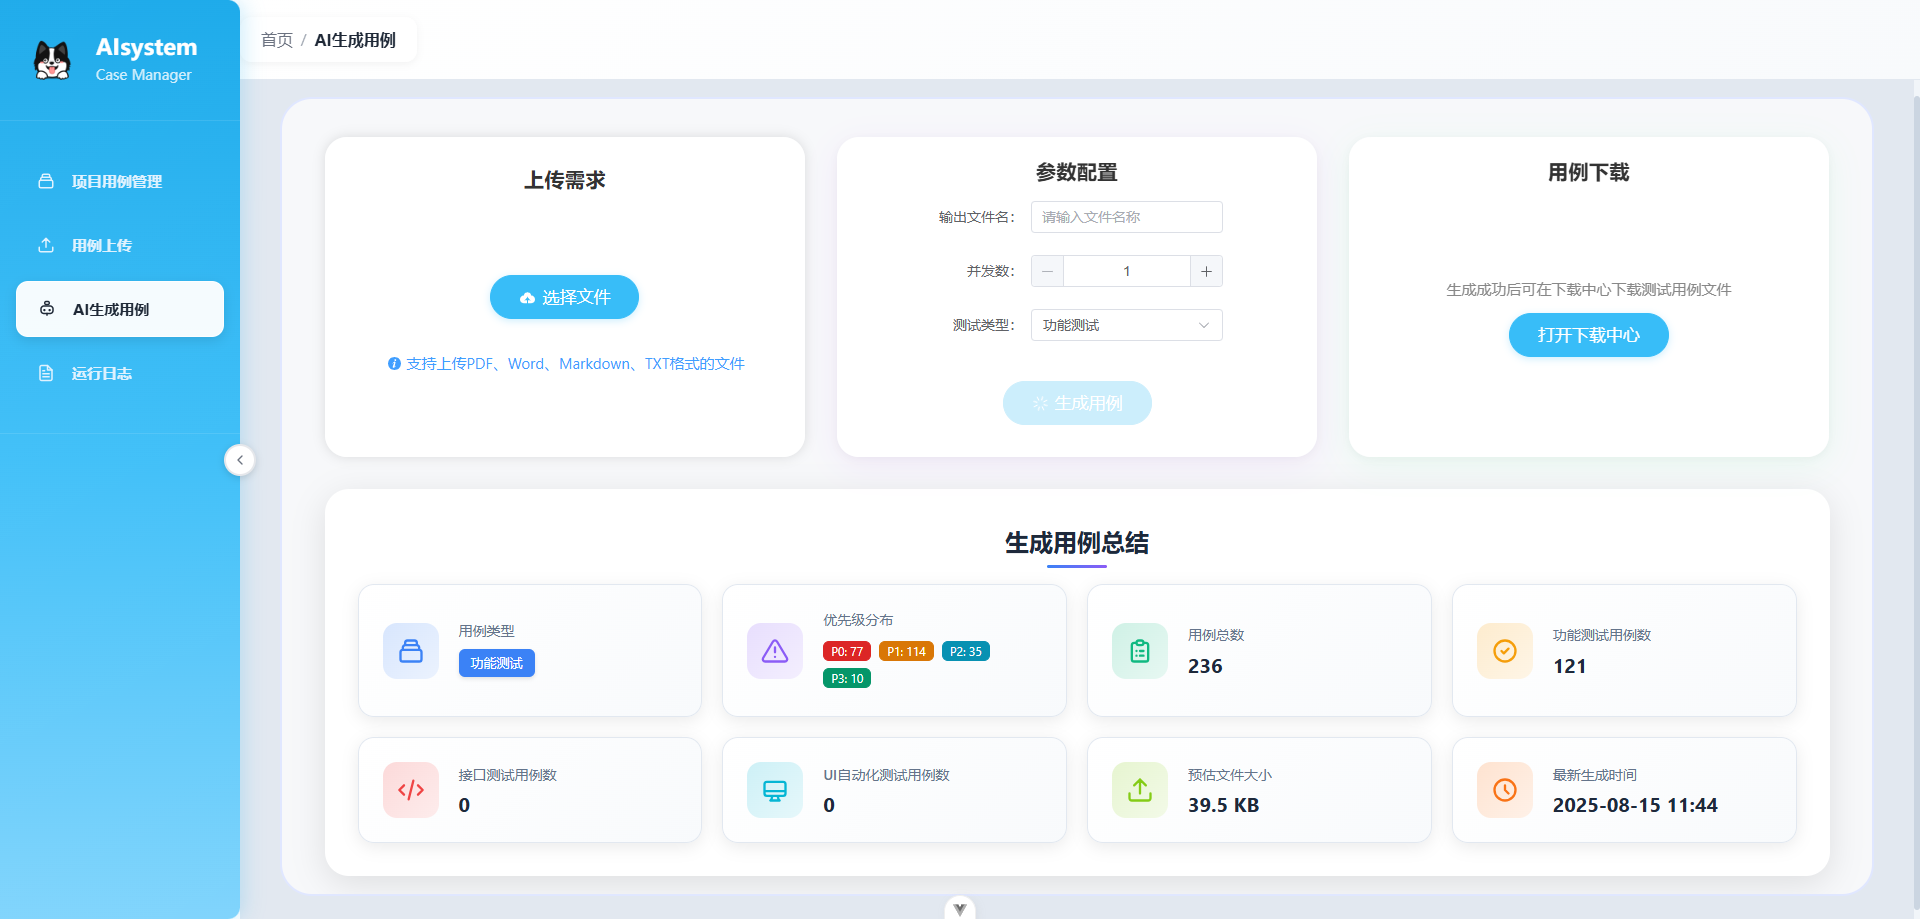 AIsystem
Case Manager
项目用例管理
用例上传
AI生成用例
运行日志
首页 / AI生成用例
上传需求
选择文件
支持上传PDF、Word、Markdown、TXT格式的文件
参数配置
输出文件名：
请输入文件名称
并发数：
1
测试类型：
功能测试
生成用例
用例下载
生成成功后可在下载中心下载测试用例文件
打开下载中心
生成用例总结
用例类型
功能测试
优先级分布
P0: 77 P1: 114 P2: 35
P3: 10
用例总数
236
功能测试用例数
121
接口测试用例数
0
UI自动化测试用例数
0
预估文件大小
39.5 KB
最新生成时间
2025-08-15 11:44